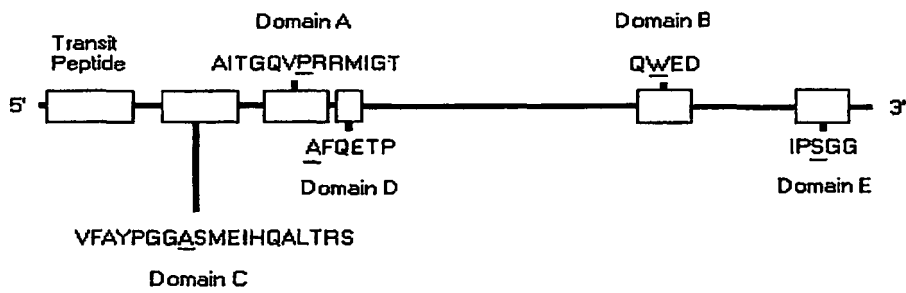 Domain A
Domain B
Transit
Peptide
AITGQVPRRMIGT
QWED
5'
3'
AFQETP
IPSGG
Domain D
Domain E
VFAYPGGASMEIHQALTRS
Domain C